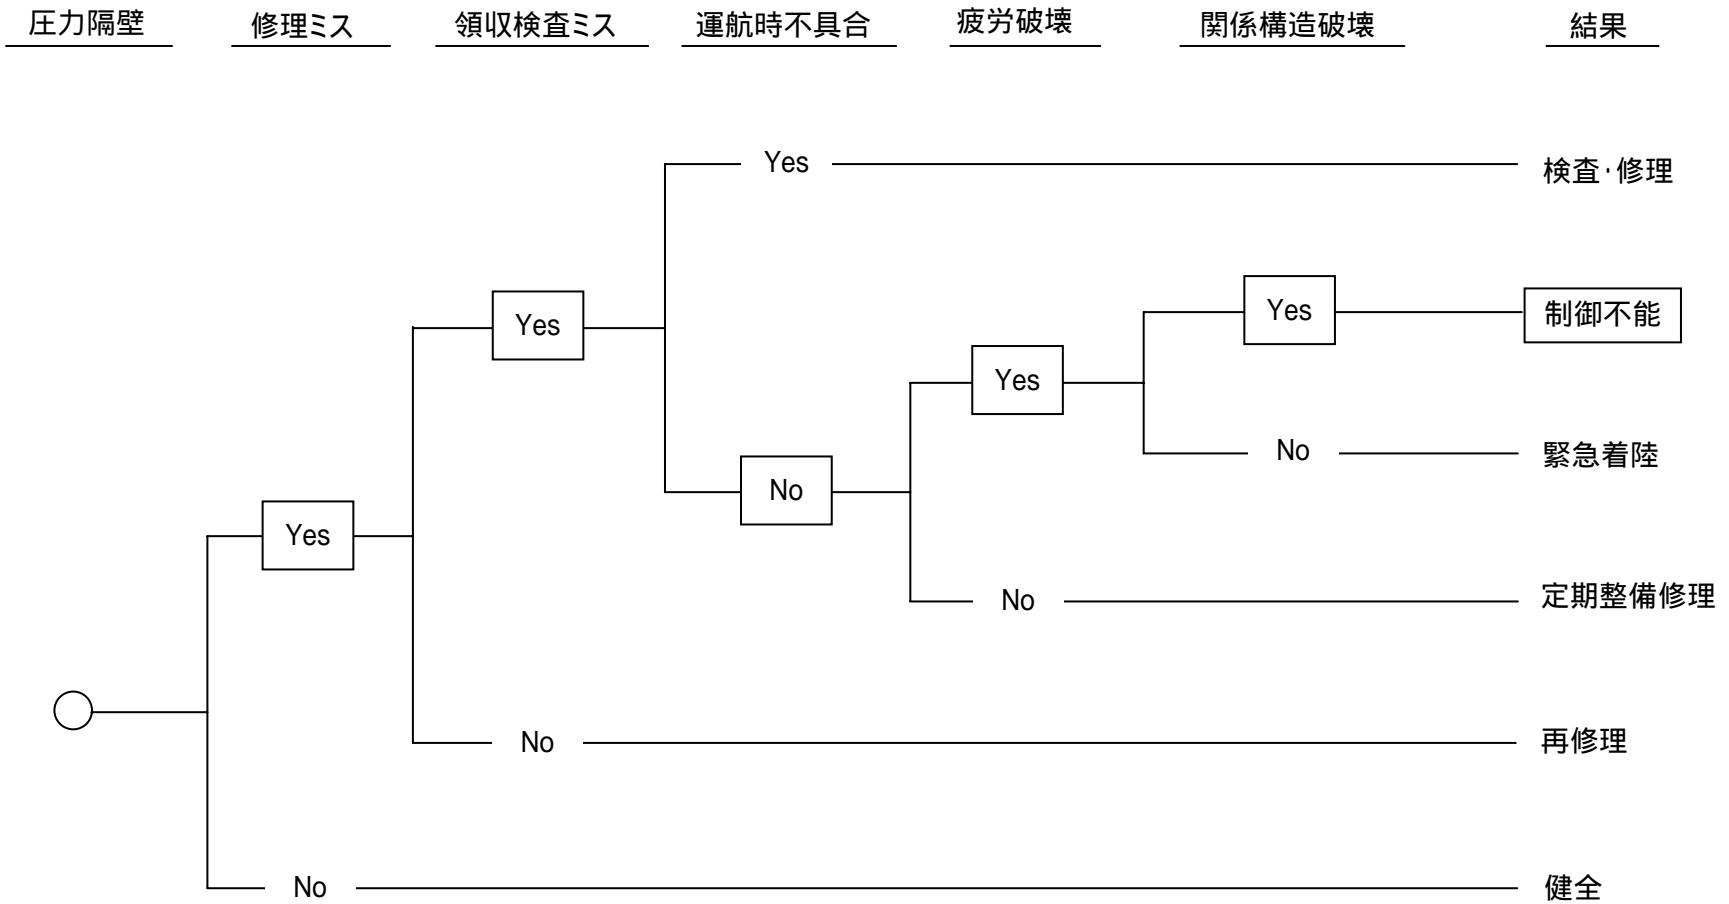 圧力隔壁 修理ミス 領収検査ミス 運航時不具合 疲労破壊 関係構造破壊 結果
Yes 検査·修理
Yes 制御不能
Yes
Yes
No 緊急着陸
No
Yes
No 定期整備修理
No 再修理
No 健全